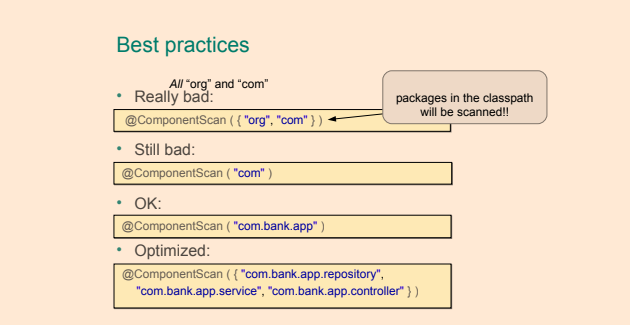 Best practices
All “org” and “com”
packages in the classpath
will be scanned!!
• Really bad:
@ComponentScan ( { "org", "com" } )
• Still bad:
@ComponentScan ( "com" )
• OK:
@ComponentScan ( "com.bank.app" )
• Optimized:
@ComponentScan ( { "com.bank.app.repository",
"com.bank.app.service", "com.bank.app.controller" } )